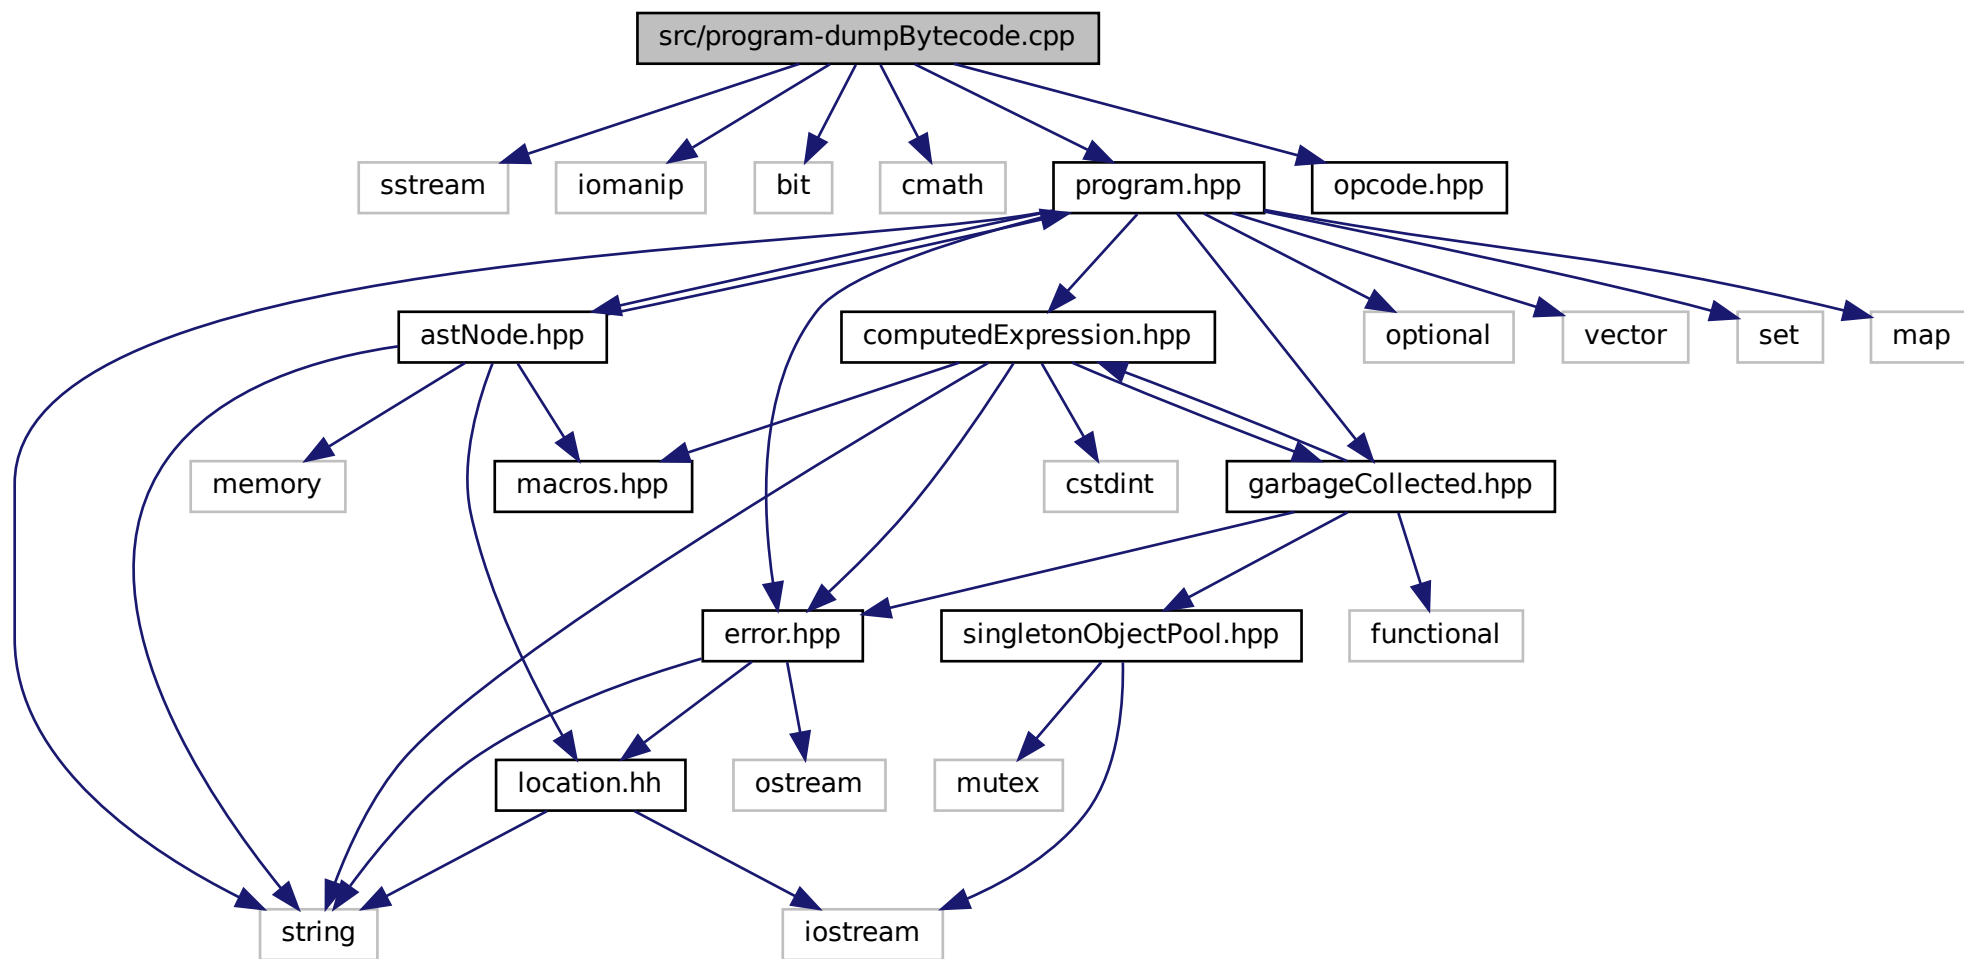 src/program-dumpBytecode.cpp
sstream
iomanip
bit
cmath
program.hpp
opcode.hpp
astNode.hpp
computedExpression.hpp
optional
vector
set
map
memory
macros.hpp
cstdint
garbageCollected.hpp
error.hpp
singletonObjectPool.hpp
functional
location.hh
ostream
mutex
string
iostream